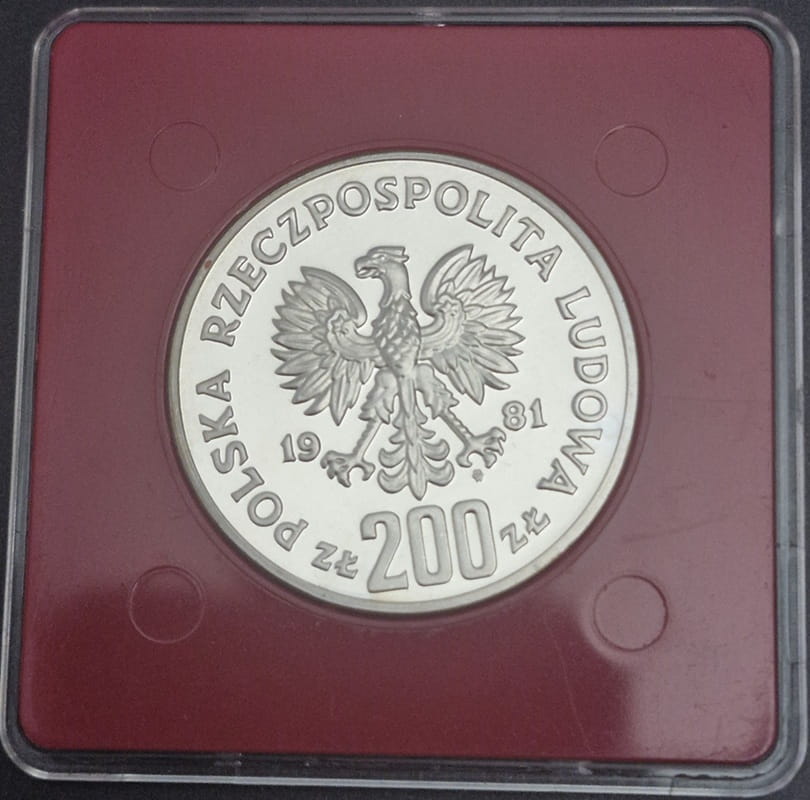 POLSKA RZECZPOSPOLITA LUDOWA
19 81
zł 200 zł